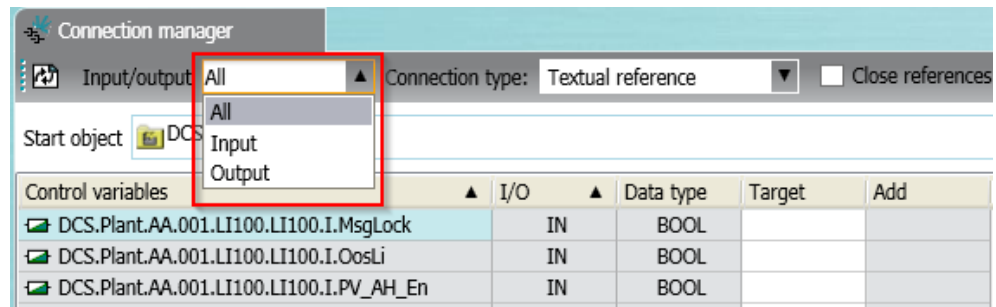 Connection manager
Input/output All Connection type: Textual reference Close references
All
Input
Output
Start object DCS
Control variables I/O Data type Target Add
DCS.Plant.AA.001.LI100.LI100.I.MsgLock IN BOOL
DCS.Plant.AA.001.LI100.LI100.I.OosLi IN BOOL
DCS.Plant.AA.001.LI100.LI100.I.PV_AH_En IN BOOL